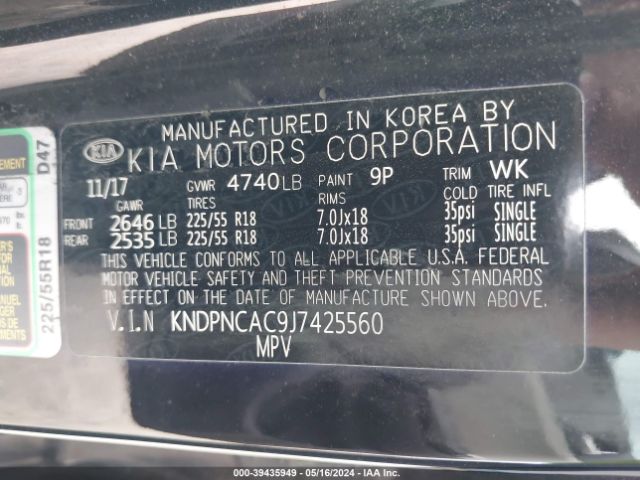 MANUFACTURED IN KOREA BY
KIA KIA MOTORS CORPORATION
11/17 GVWR 4740LB PAINT 9P TRIM WK
GAWR TIRES RIMS COLD TIRE INFL
FRONT 2646 LB 225/55 R18 7.0Jx18 35psi SINGLE
REAR 2535 LB 225/55 R18 7.0Jx18 35psi SINGLE
THIS VEHICLE CONFORMS TO ALL APPLICABLE U.S.A. FEDERAL
MOTOR VEHICLE SAFETY AND THEFT PREVENTION STANDARDS
IN EFFECT ON THE DATE OF MANUFACTURE SHOWN ABOVE.
V.I.N KNDPNCAC9J7425560
MPV
225/55R18 D47
000-39435949 - 05/16/2024 - IAA, Inc.